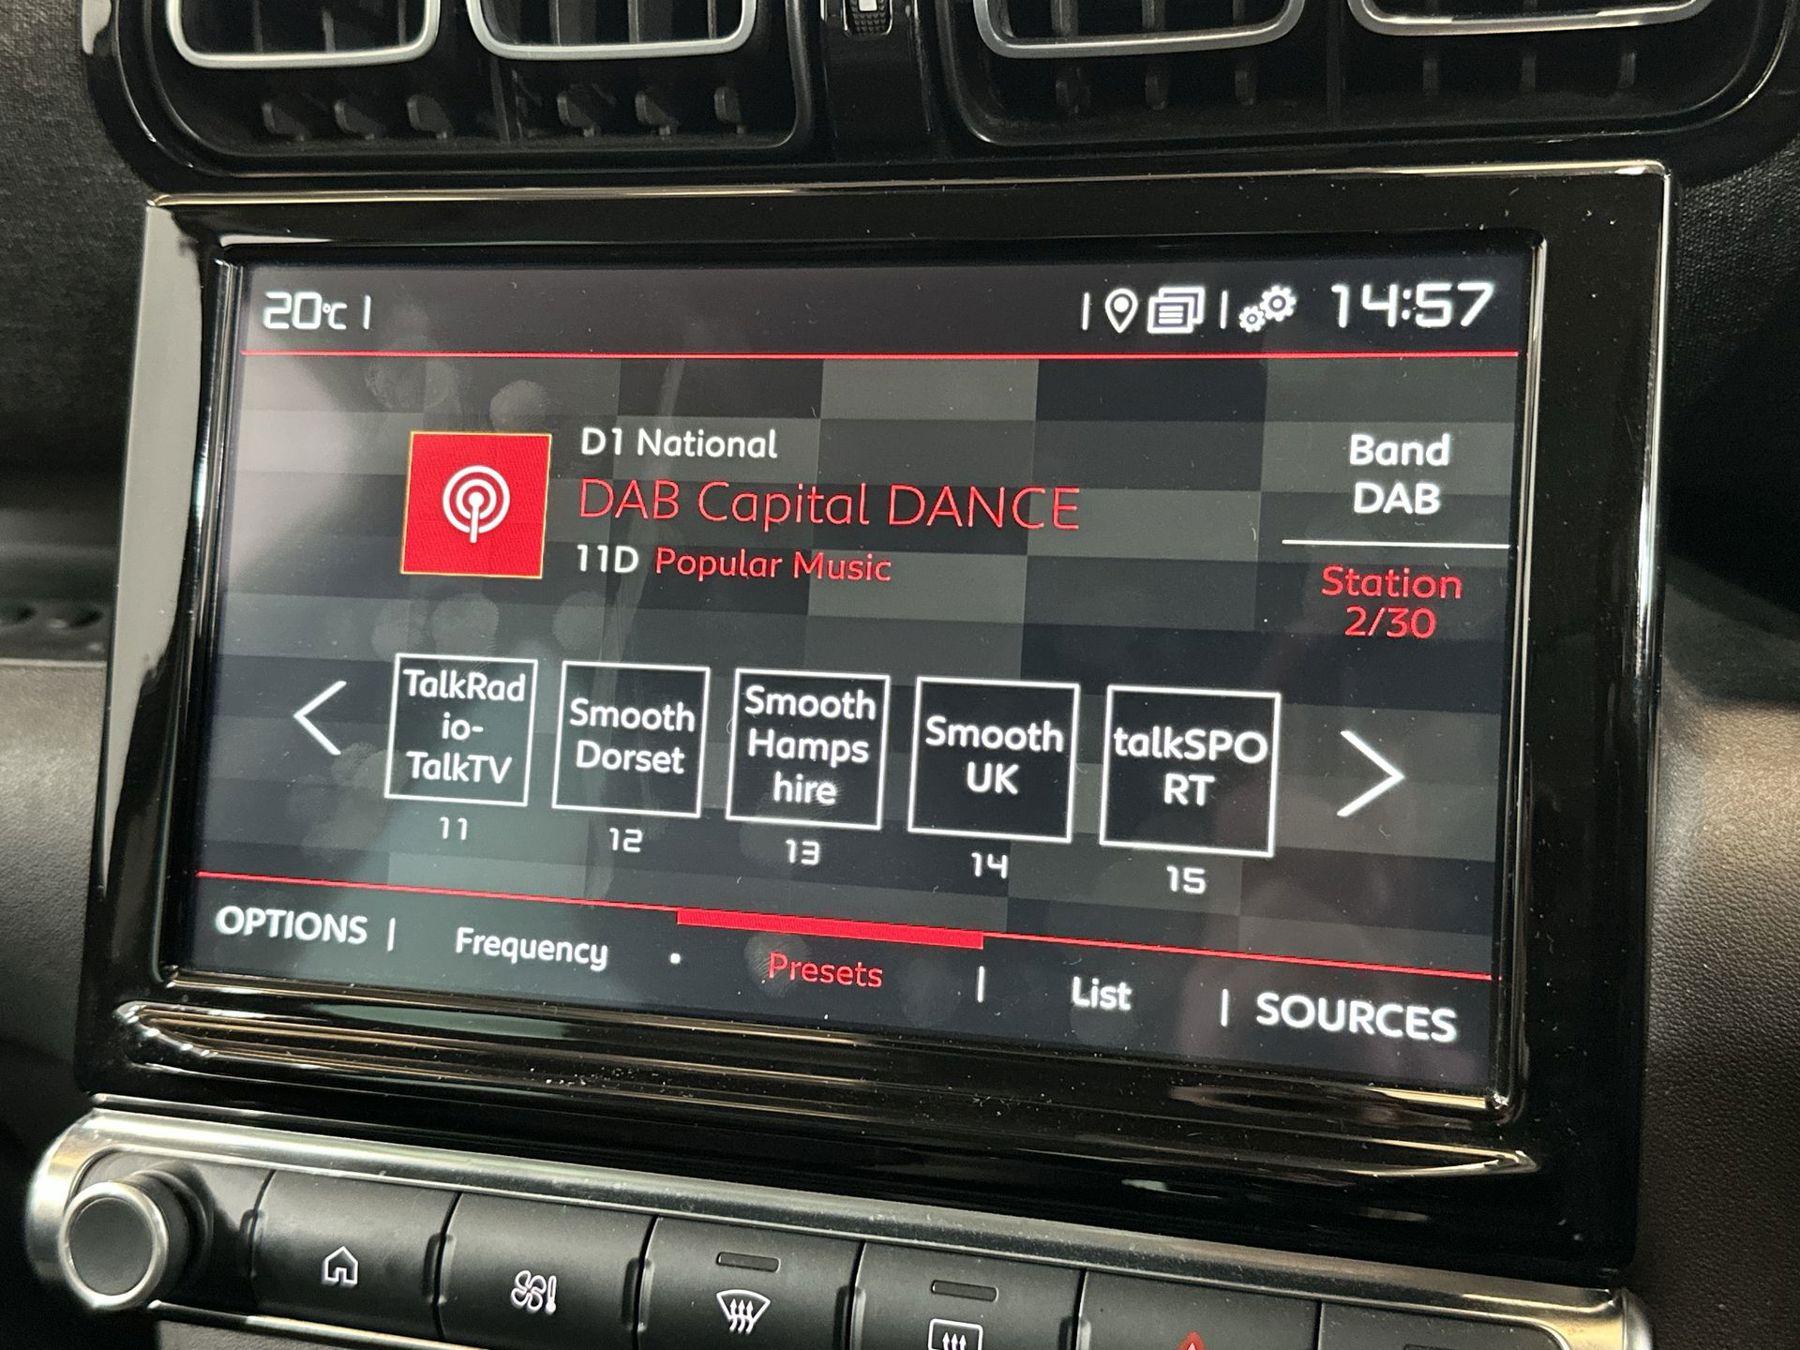 20°C
14:57
D1 National
DAB Capital DANCE
11D Popular Music
Band
DAB
Station
2/30
TalkRad
io-
TalkTV
11
Smooth
Dorset
12
Smooth
Hamps
hire
13
Smooth
UK
14
talkSPO
RT
15
OPTIONS
Frequency
Presets
List
SOURCES